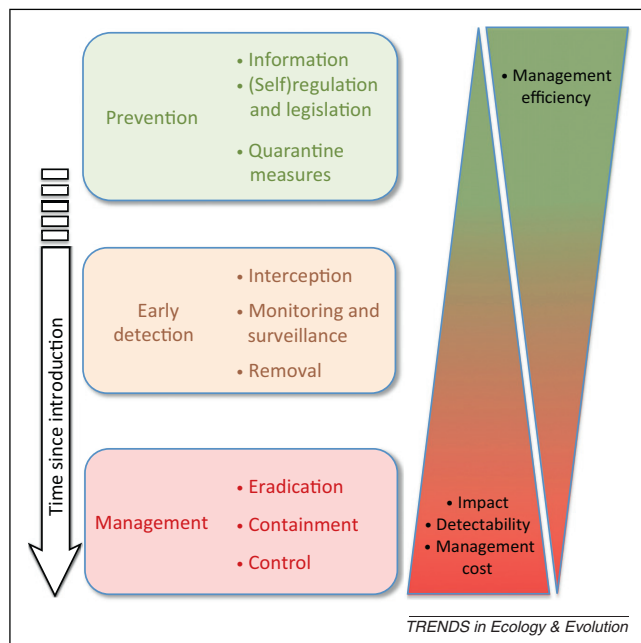 Prevention
• Information
• (Self)regulation
and legislation
• Quarantine
measures
Early
detection
• Interception
• Monitoring and
surveillance
• Removal
Management
• Eradication
• Containment
• Control
Time since introduction
• Management
efficiency
• Impact
• Detectability
• Management
cost
TRENDS in Ecology & Evolution